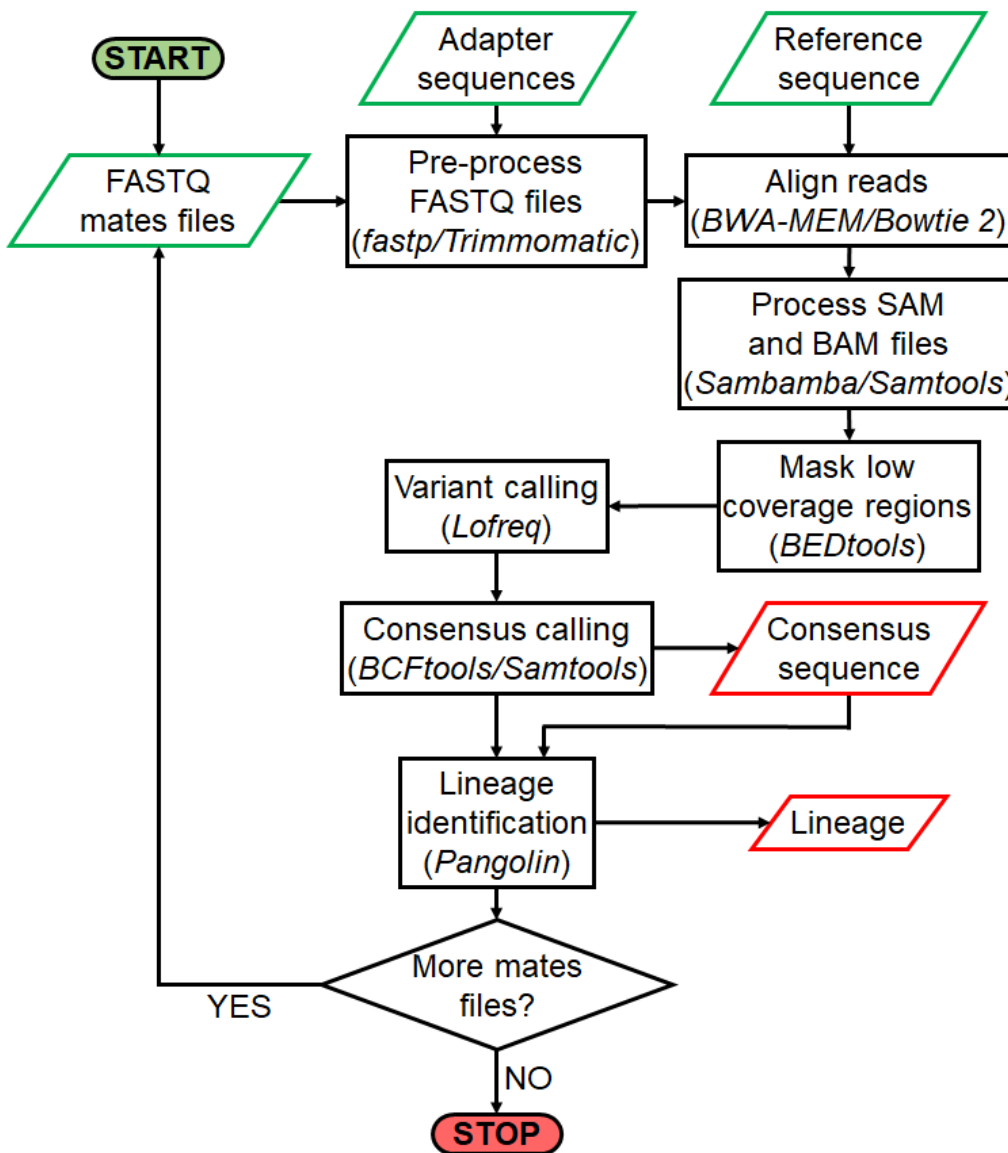 START
Adapter
sequences
Reference
sequence
FASTQ
mates files
Pre-process
FASTQ files
(fastp/Trimmomatic)
Align reads
(BWA-MEM/Bowtie 2)
Process SAM
and BAM files
(Sambamba/Samtools)
Mask low
coverage regions
(BEDtools)
Variant calling
(Lofreq)
Consensus calling
(BCFtools/Samtools)
Consensus
sequence
Lineage
identification
(Pangolin)
Lineage
More mates
files?
YES
NO
STOP